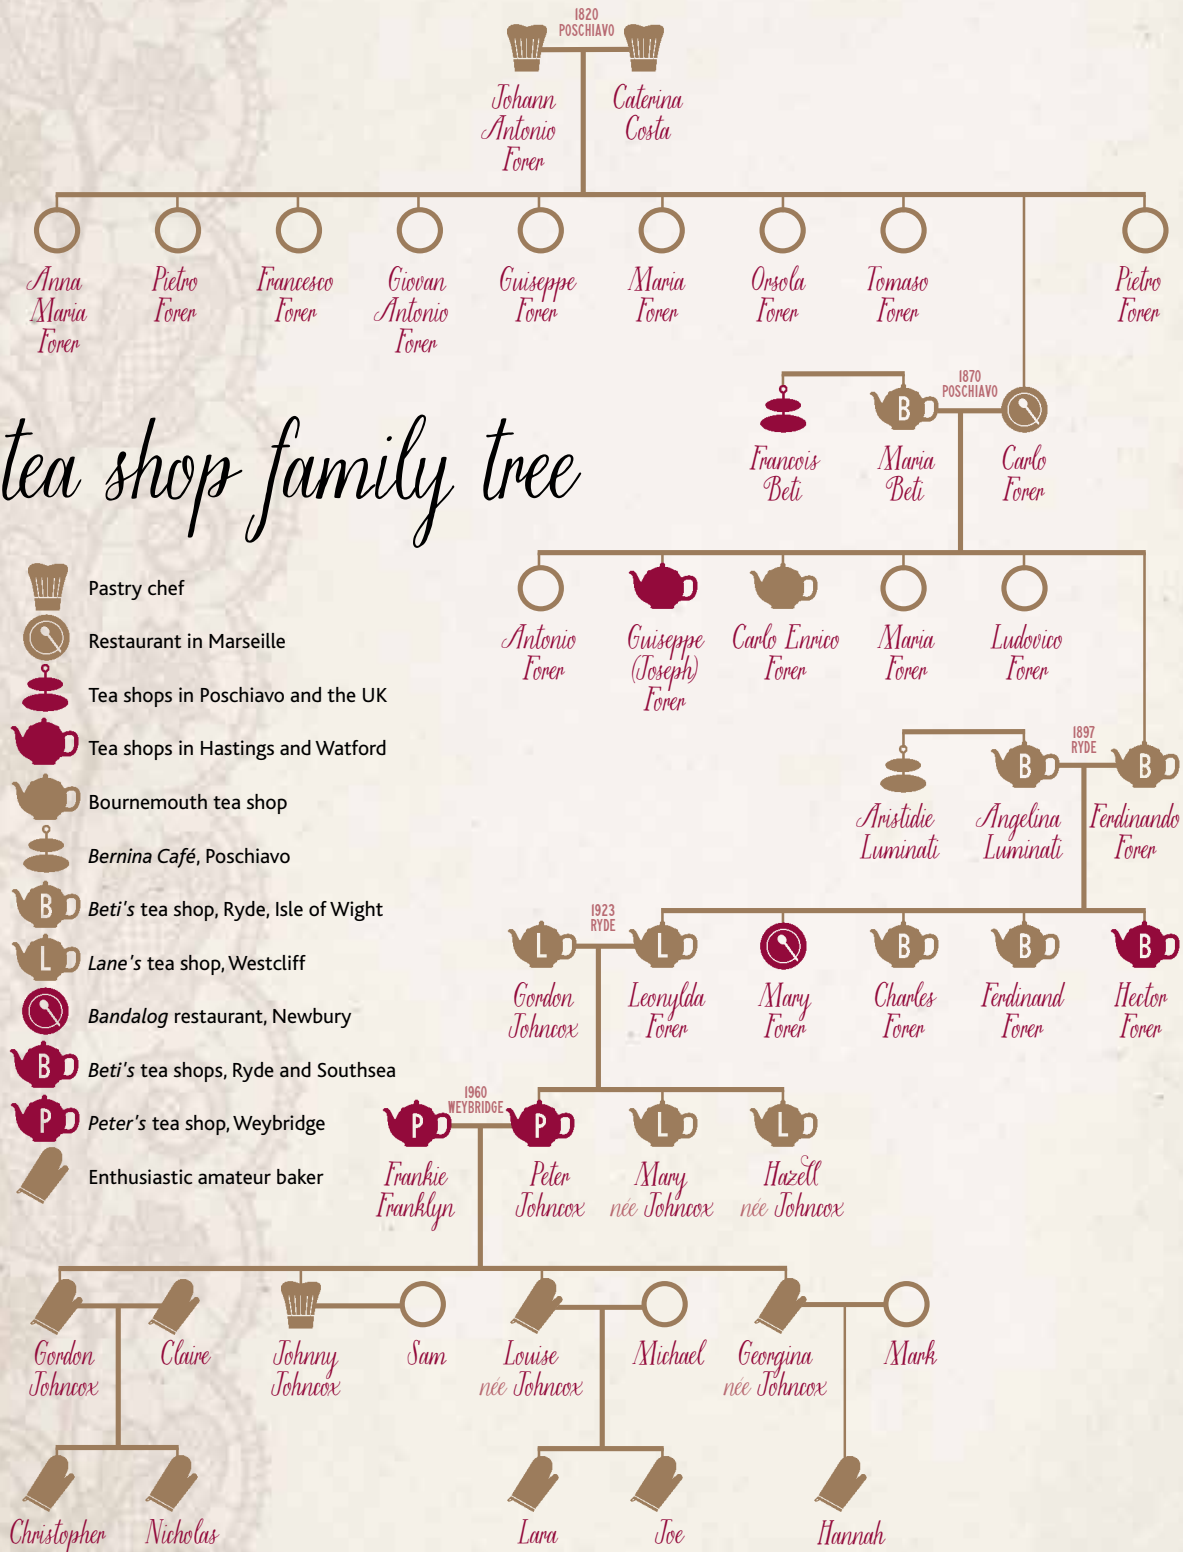 1820
POSCHIAVO
Johann
Antonio
Forer
Caterina
Costa
Anna
Maria
Forer
Pietro
Forer
Francesco
Forer
Giovan
Antonio
Forer
Guiseppe
Forer
Maria
Forer
Orsola
Forer
Tomaso
Forer
Pietro
Forer
1870
POSCHIAVO
B
Francois
Beti
Maria
Beti
Carlo
Forer
tea shop family tree
Antonio
Forer
Guiseppe
(Joseph)
Forer
Carlo Enrico
Forer
Maria
Forer
Ludovico
Forer
Pastry chef
Restaurant in Marseille
Tea shops in Poschiavo and the UK
Tea shops in Hastings and Watford
Bournemouth tea shop
Bernina Café, Poschiavo
B Beti's tea shop, Ryde, Isle of Wight
L Lane's tea shop, Westcliff
Bandalog restaurant, Newbury
B Beti's tea shops, Ryde and Southsea
P Peter's tea shop, Weybridge
Enthusiastic amateur baker
1897
RYDE
B
B
Aristidie
Luminati
Angelina
Luminati
Ferdinando
Forer
1923
RYDE
L
L
B
B
B
Gordon
Johncox
Leonylda
Forer
Mary
Forer
Charles
Forer
Ferdinand
Forer
Hector
Forer
1960
WEYBRIDGE
P
P
L
L
Frankie
Franklyn
Peter
Johncox
Mary
née Johncox
Hazell
née Johncox
Gordon
Johncox
Claire
Johnny
Johncox
Sam
Louise
née Johncox
Michael
Georgina
née Johncox
Mark
Christopher
Nicholas
Lara
Joe
Hannah